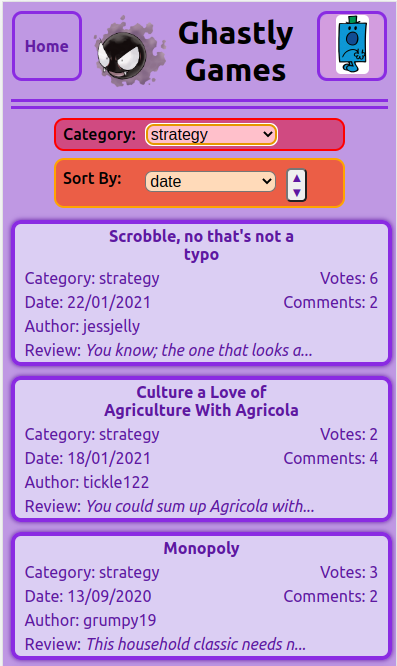 Home
Ghastly
Games
Category: strategy
Sort By: date
Scrobble, no that's not a
typo
Category: strategy Votes: 6
Date: 22/01/2021 Comments: 2
Author: jessjelly
Review: You know; the one that looks a...
Culture a Love of
Agriculture With Agricola
Category: strategy Votes: 2
Date: 18/01/2021 Comments: 4
Author: tickle122
Review: You could sum up Agricola with...
Monopoly
Category: strategy Votes: 3
Date: 13/09/2020 Comments: 2
Author: grumpy19
Review: This household classic needs n...